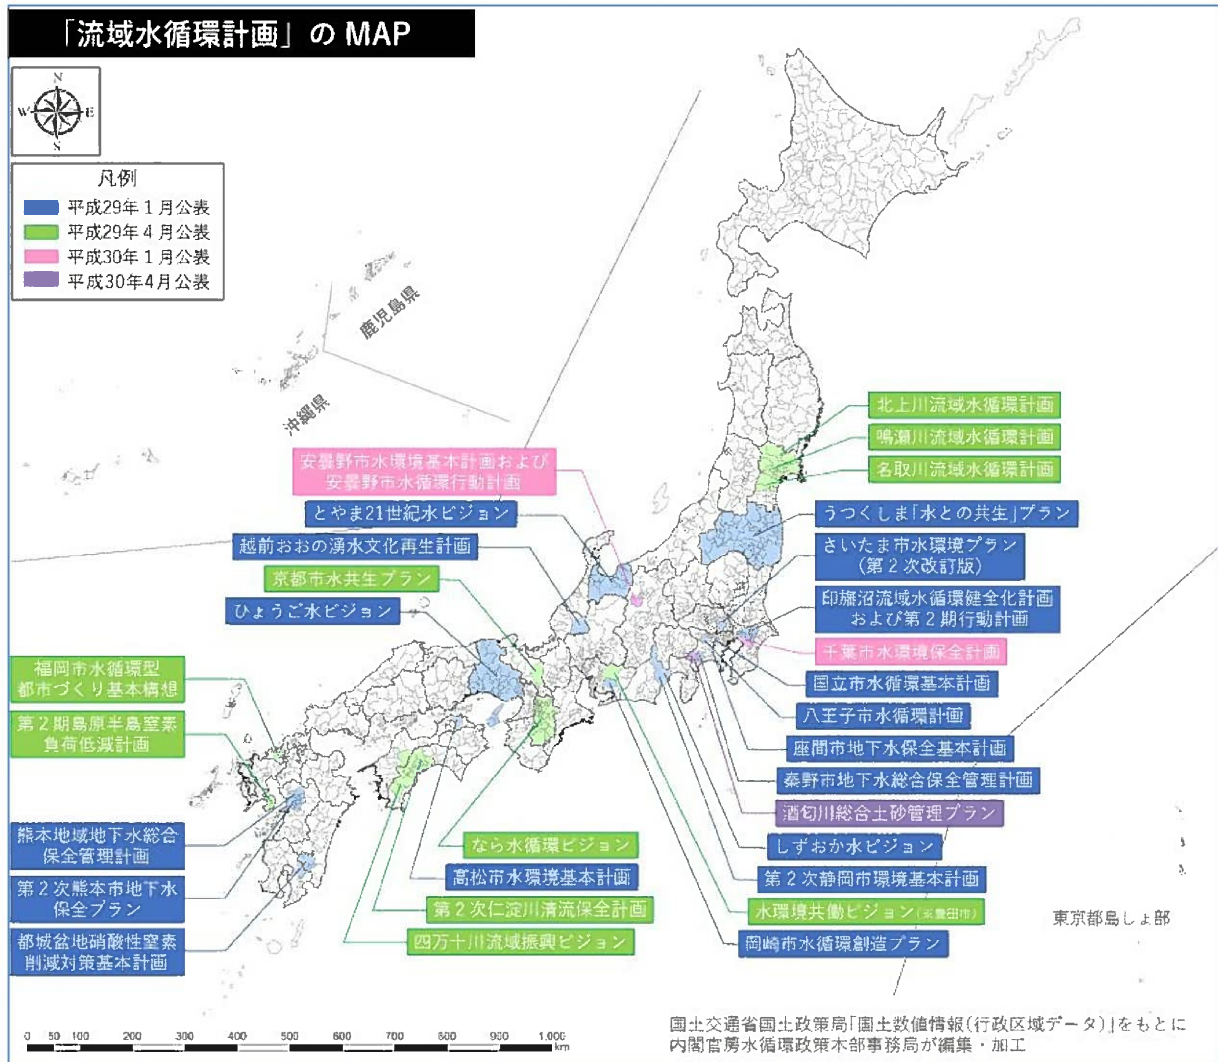 「流域水循環計画」のMAP
N
W E
S
凡例
平成29年1月公表
平成29年4月公表
平成30年1月公表
平成30年4月公表
鹿児島県
沖縄県
北上川流域水循環計画
鳴瀬川流域水循環計画
名取川流域水循環計画
安曇野市水環境基本計画および
安曇野市水循環行動計画
とやま21世紀水ビジョン
越前おおの湧水文化再生計画
京都市水共生プラン
ひょうご水ビジョン
うつくしま「水との共生」プラン
さいたま市水環境プラン
(第2次改訂版)
印旛沼流域水循環健全化計画
および第2期行動計画
千葉市水環境保全計画
国立市水循環基本計画
八王子市水循環計画
座間市地下水保全基本計画
秦野市地下水総合保全管理計画
酒匂川総合土砂管理プラン
しずおか水ビジョン
第2次静岡市環境基本計画
水環境共働ビジョン(※豊田市)
岡崎市水循環創造プラン
福岡市水循環型
都市づくり基本構想
第2期島原半島窒素
負荷低減計画
熊本地域地下水総合
保全管理計画
第2次熊本市地下水
保全プラン
都城盆地硝酸性窒素
削減対策基本計画
なら水循環ビジョン
高松市水環境基本計画
第2次仁淀川清流保全計画
四万十川流域振興ビジョン
東京都島しょ部
0 50 100 200 300 400 500 600 700 800 900 1,000
km
国土交通省国土政策局「国土数値情報(行政区域データ)」をもとに
内閣官房水循環政策本部事務局が編集・加工